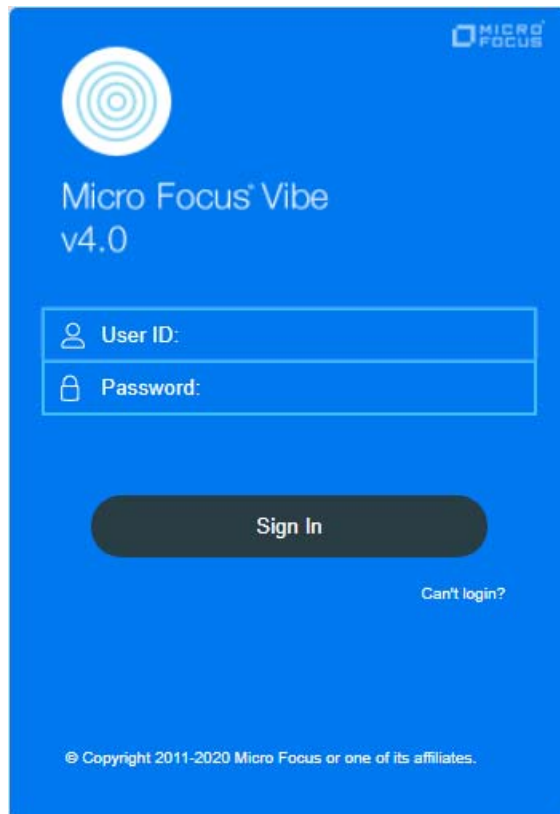 MICRO
FOCUS
Micro Focus® Vibe
v4.0
User ID:
Password:
Sign In
Can't login?
© Copyright 2011-2020 Micro Focus or one of its affiliates.